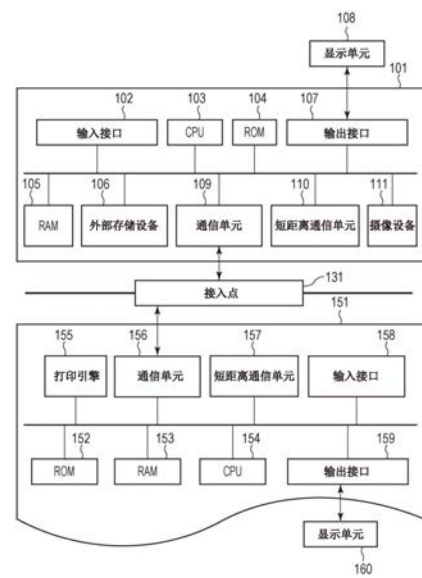 108
显示单元
101
102
103
104
107
输入接口
CPU
ROM
输出接口
105
106
109
110
111
RAM
外部存储设备
通信单元
短距离通信单元
摄像设备
131
接入点
151
155
156
157
158
打印引擎
通信单元
短距离通信单元
输入接口
152
153
154
159
ROM
RAM
CPU
输出接口
显示单元
160